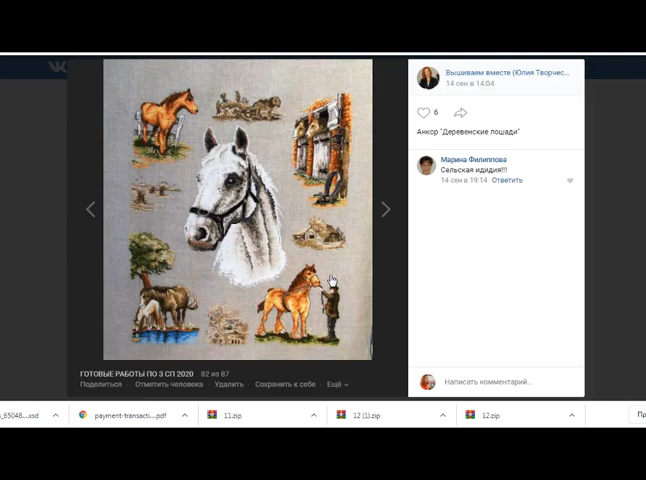 Вышиваем вместе (Юлия Творчес...
14 сен в 14:04
6
Анкор "Деревенские лошади"
Марина Филиппова
Сельская идидия!!!
14 сен в 19:14 Ответить
ГОТОВЫЕ РАБОТЫ ПО 3 СП 2020 82 из 87
Поделиться · Отметить человека · Удалить · Сохранить к себе · Ещё
Написать комментарий...
s_65048....xsd
payment-transacti....pdf
11.zip
12 (1).zip
12.zip